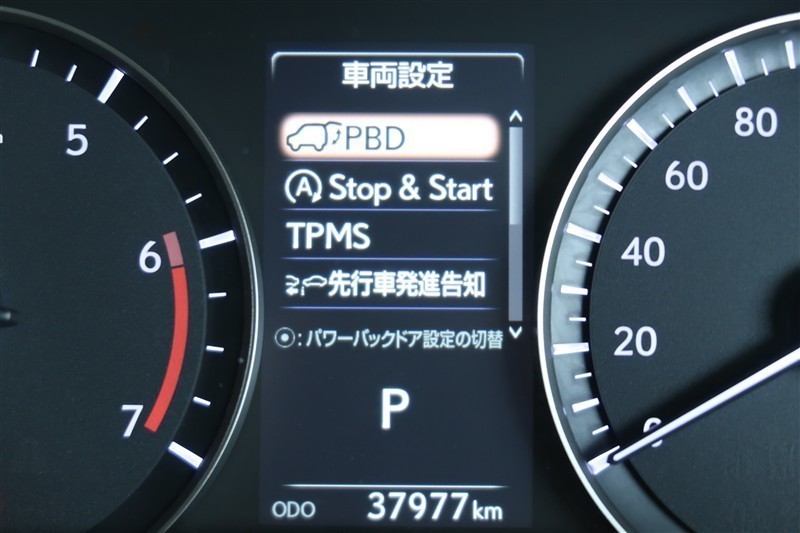 車両設定
PBD
A Stop & Start
TPMS
先行車発進告知
⦿:パワーバックドア設定の切替
P
ODO 37977 km
5
6
7
80
60
40
20
0